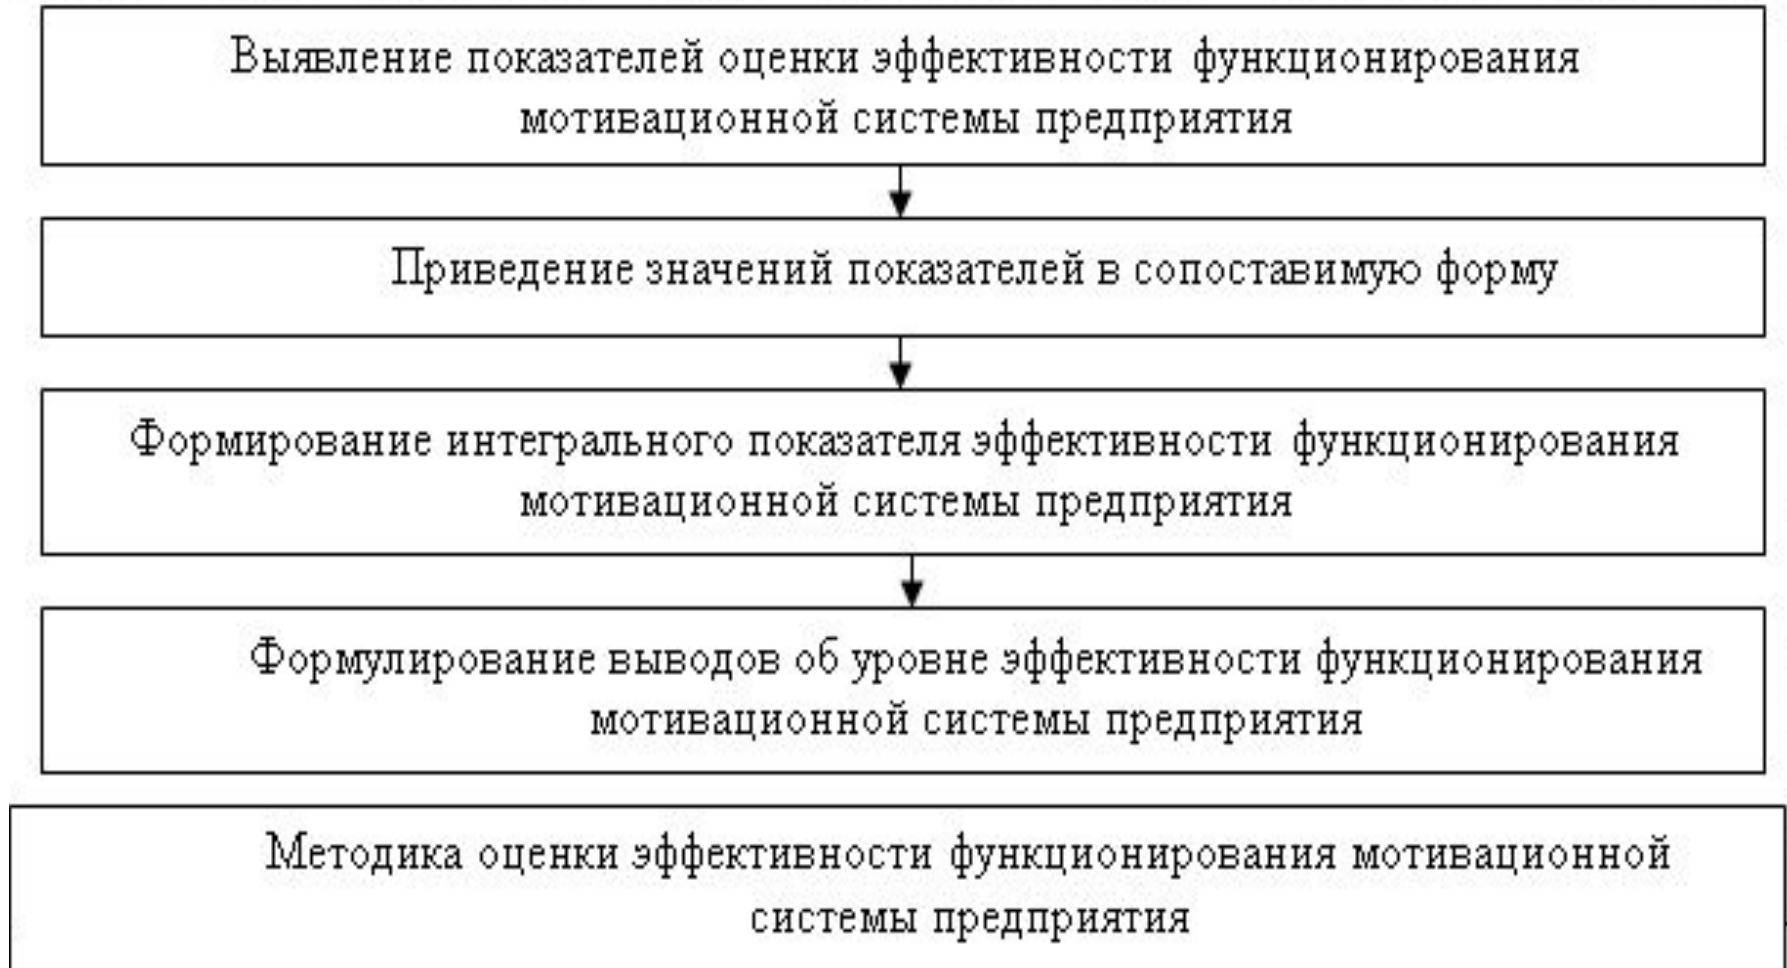 Выявление показателей оценки эффективности функционирования
мотивационной системы предприятия
Приведение значений показателей в сопоставимую форму
Формирование интегрального показателя эффективности функционирования
мотивационной системы предприятия
Формулирование выводов об уровне эффективности функционирования
мотивационной системы предприятия
Методика оценки эффективности функционирования мотивационной
системы предприятия